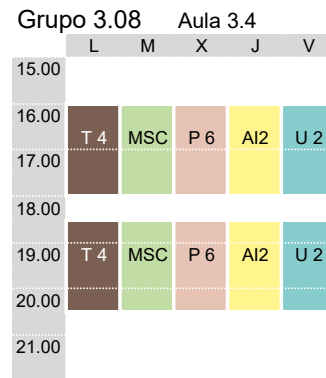 Grupo 3.08 Aula 3.4
L M X J V
15.00
16.00
T 4 MSC P 6 AI2 U 2
17.00
18.00
19.00 T 4 MSC P 6 AI2 U 2
20.00
21.00